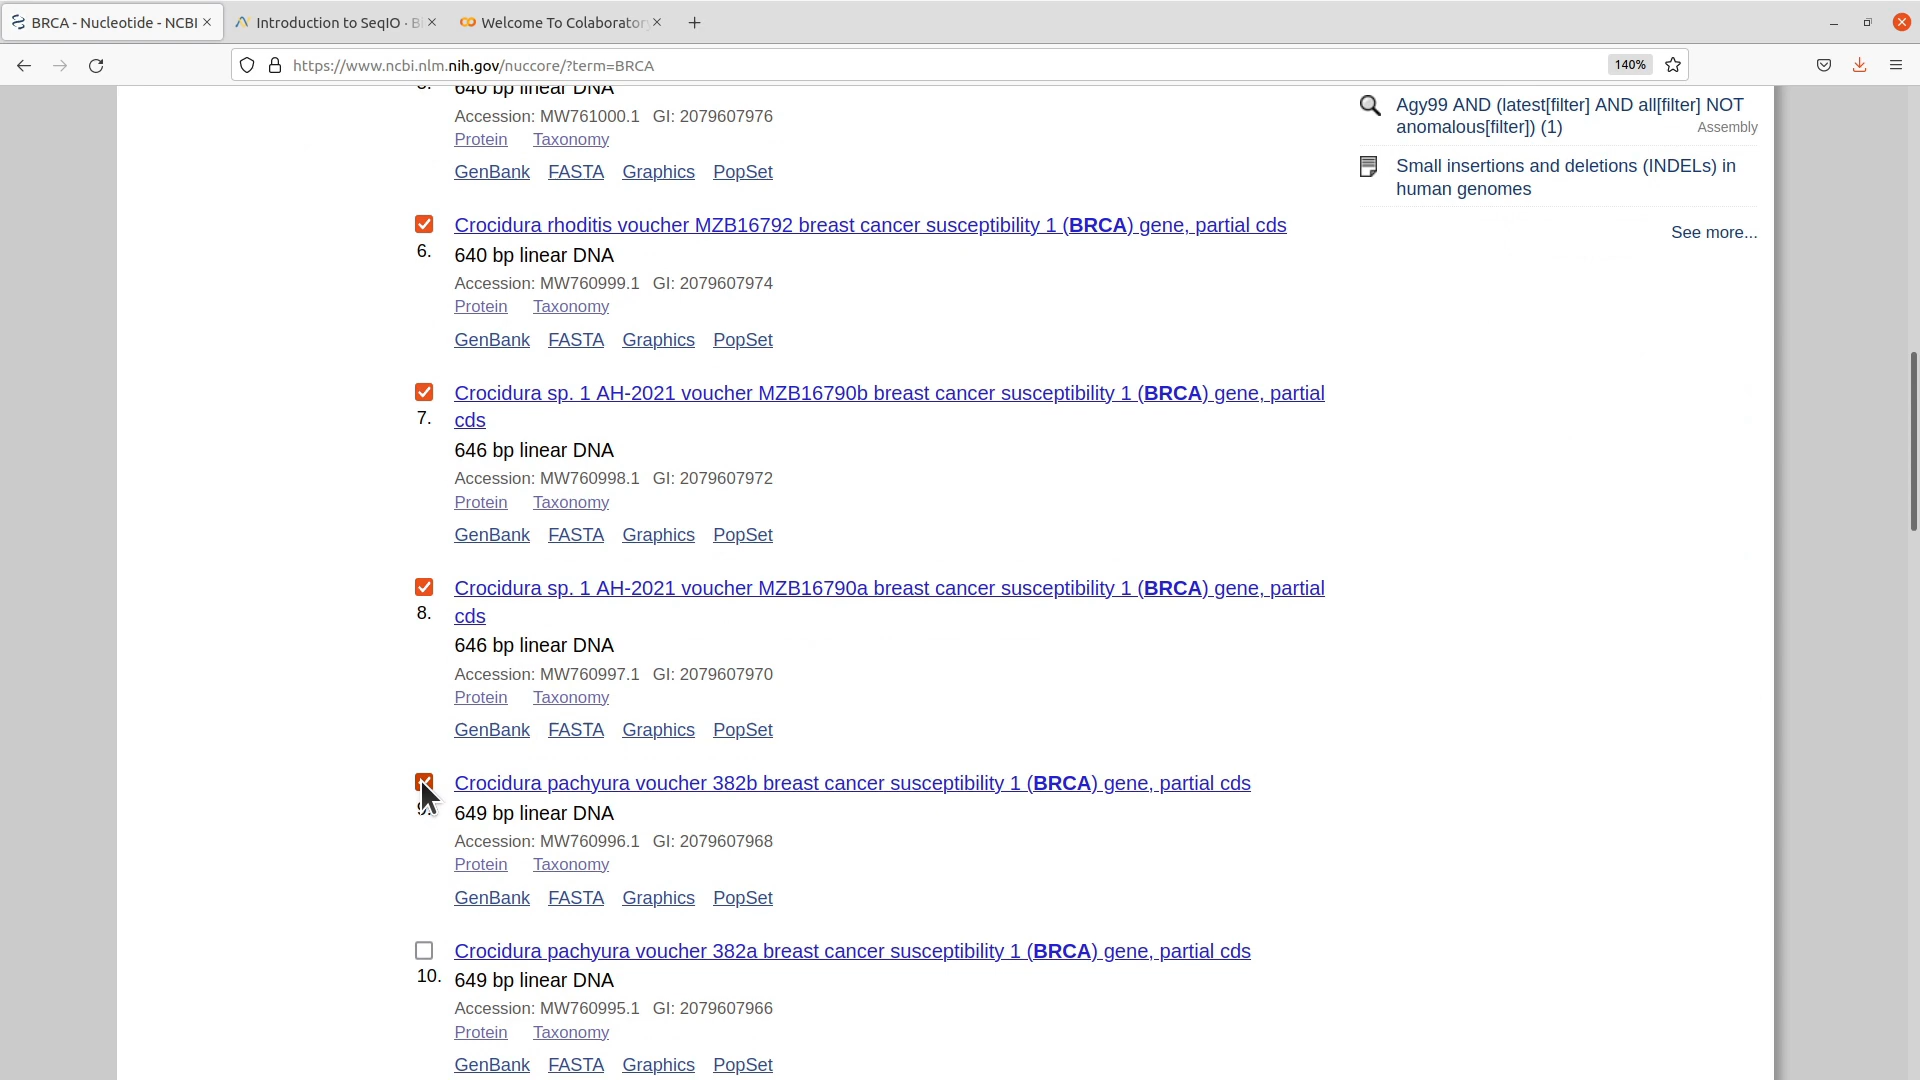 BRCA - Nucleotide - NCBI
Introduction to SeqIO · Bi
Welcome To Colaboratory
https://www.ncbi.nlm.nih.gov/nuccore/?term=BRCA
140%
640 bp linear DNA
Accession: MW761000.1 GI: 2079607976
Protein Taxonomy
GenBank FASTA Graphics PopSet
Crocidura rhoditis voucher MZB16792 breast cancer susceptibility 1 (BRCA) gene, partial cds
6. 640 bp linear DNA
Accession: MW760999.1 GI: 2079607974
Protein Taxonomy
GenBank FASTA Graphics PopSet
Crocidura sp. 1 AH-2021 voucher MZB16790b breast cancer susceptibility 1 (BRCA) gene, partial
7. cds
646 bp linear DNA
Accession: MW760998.1 GI: 2079607972
Protein Taxonomy
GenBank FASTA Graphics PopSet
Crocidura sp. 1 AH-2021 voucher MZB16790a breast cancer susceptibility 1 (BRCA) gene, partial
8. cds
646 bp linear DNA
Accession: MW760997.1 GI: 2079607970
Protein Taxonomy
GenBank FASTA Graphics PopSet
Crocidura pachyura voucher 382b breast cancer susceptibility 1 (BRCA) gene, partial cds
9. 649 bp linear DNA
Accession: MW760996.1 GI: 2079607968
Protein Taxonomy
GenBank FASTA Graphics PopSet
Crocidura pachyura voucher 382a breast cancer susceptibility 1 (BRCA) gene, partial cds
10. 649 bp linear DNA
Accession: MW760995.1 GI: 2079607966
Protein Taxonomy
GenBank FASTA Graphics PopSet
Agy99 AND (latest[filter] AND all[filter] NOT
anomalous[filter]) (1) Assembly
Small insertions and deletions (INDELs) in
human genomes
See more...